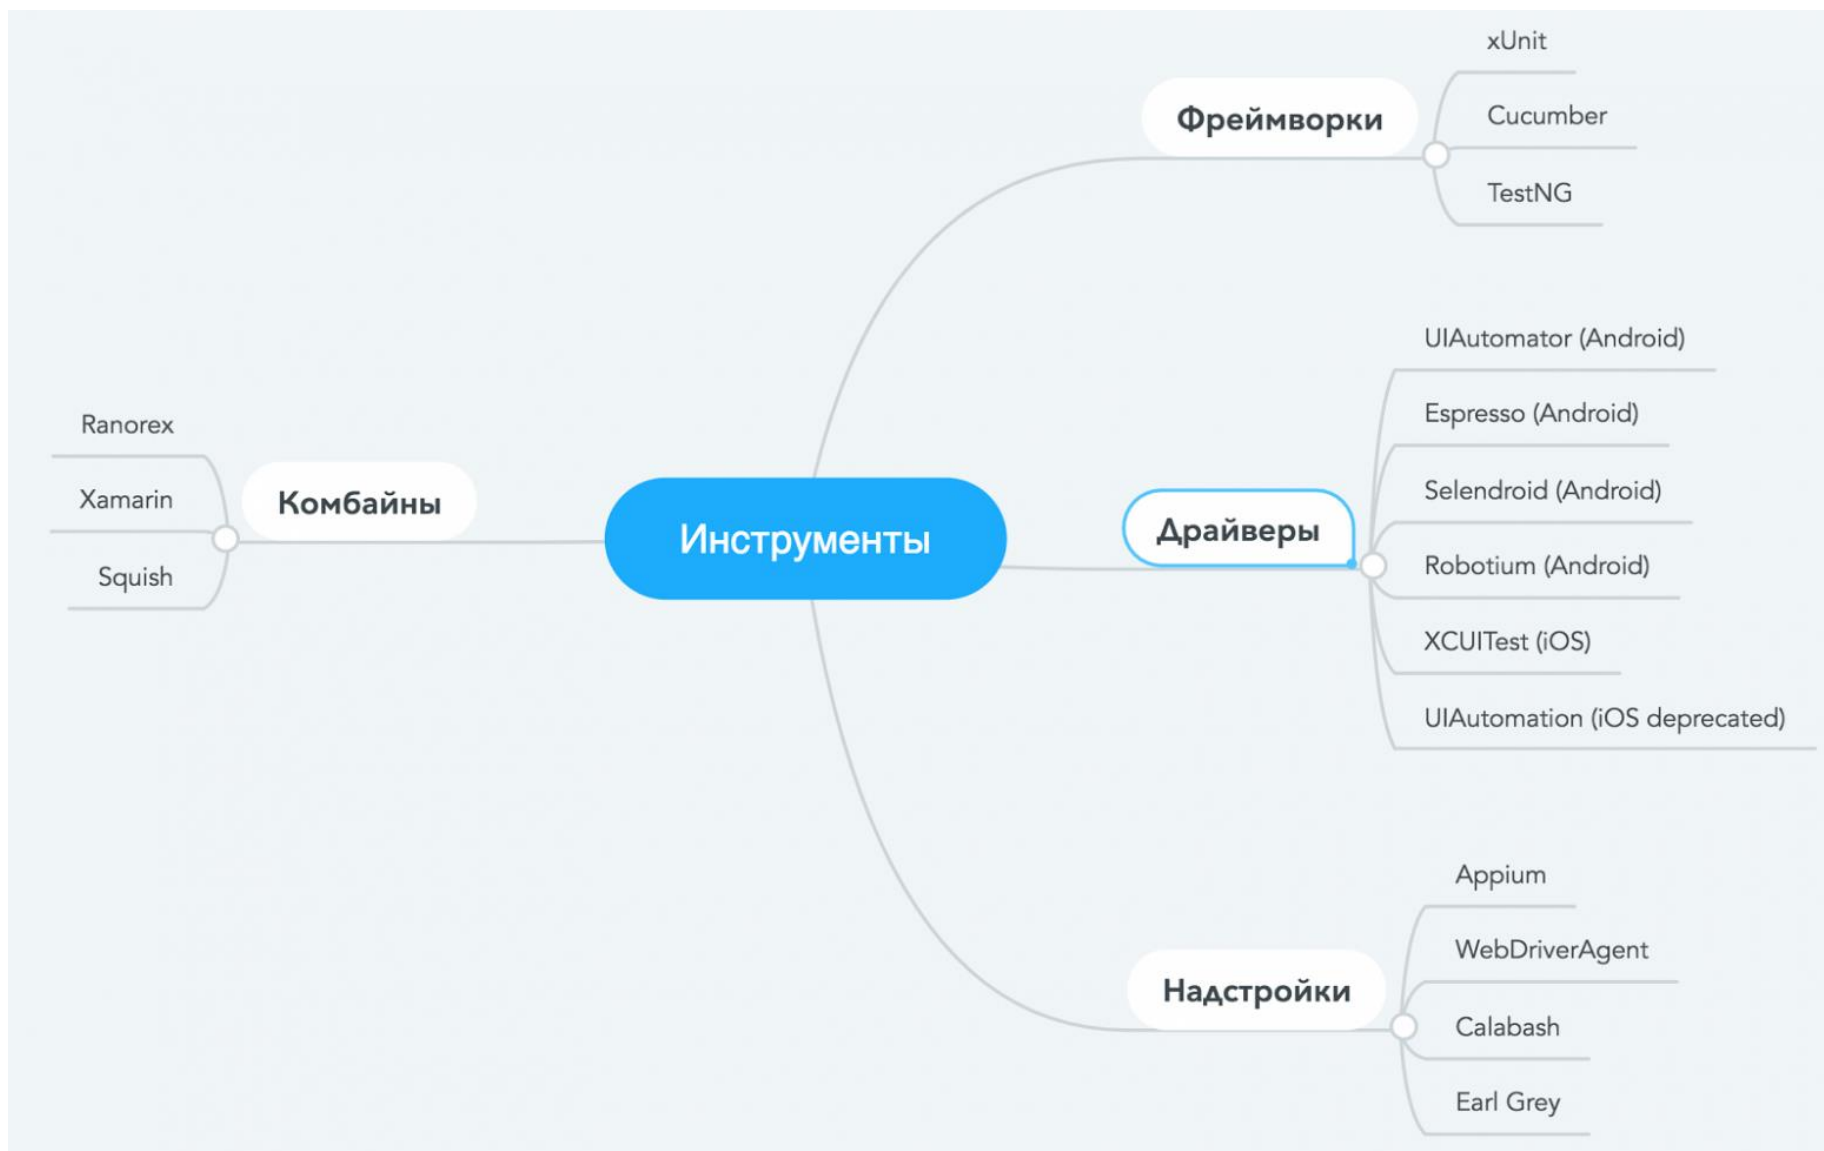 Инструменты
Фреймворки
xUnit
Cucumber
TestNG
Драйверы
UIAutomator (Android)
Espresso (Android)
Selendroid (Android)
Robotium (Android)
XCUITest (iOS)
UIAutomation (iOS deprecated)
Надстройки
Appium
WebDriverAgent
Calabash
Earl Grey
Комбайны
Ranorex
Xamarin
Squish